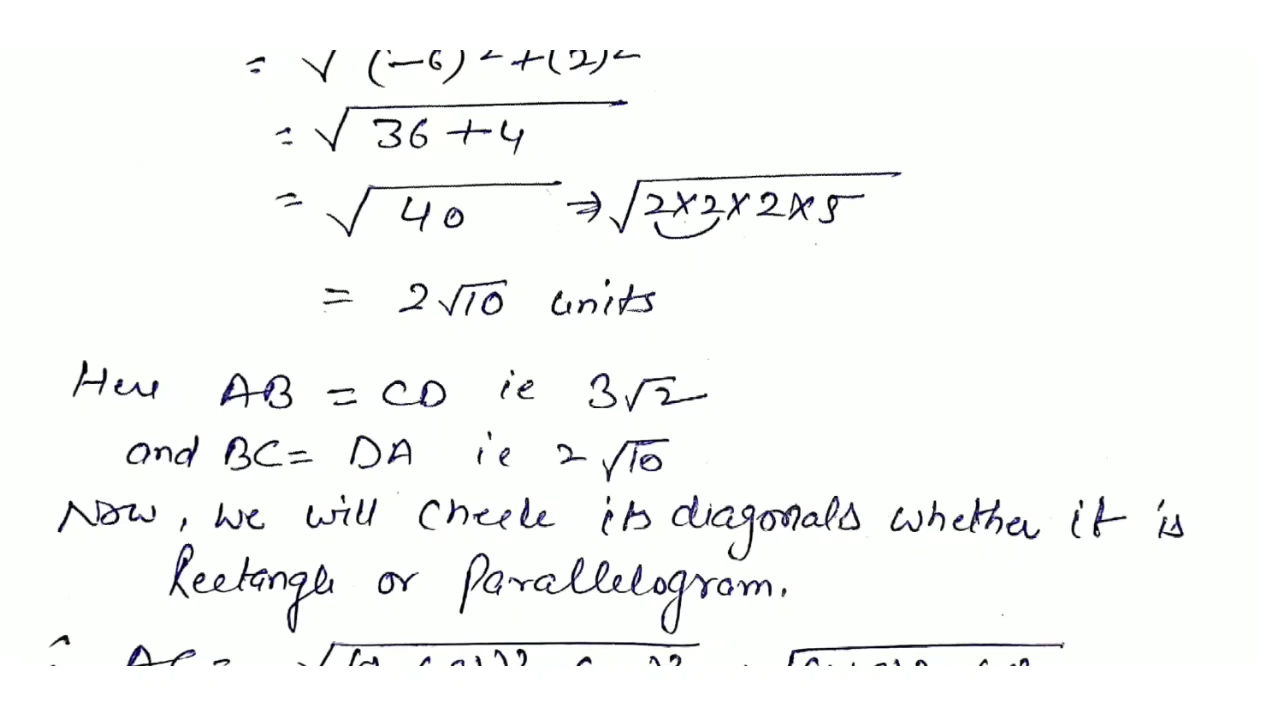 = √(-6)² + (2)²
= √36 + 4
= √40 ⇒ √2×2×2×5
= 2√10 units
Here AB = CD ie 3√2
and BC = DA ie 2√10
Now, we will check its diagonals whether it is
Rectangle or Parallelogram.
∴ AC =